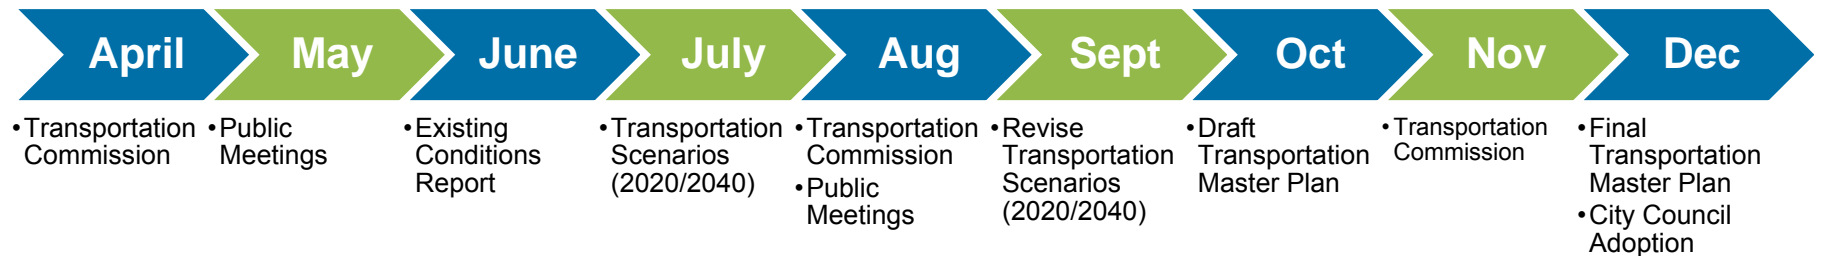 April
May
June
July
Aug
Sept
Oct
Nov
Dec
•Transportation
Commission
•Public
Meetings
•Existing
Conditions
Report
•Transportation
Scenarios
(2020/2040)
•Transportation
Commission
•Public
Meetings
•Revise
Transportation
Scenarios
(2020/2040)
•Draft
Transportation
Master Plan
•Transportation
Commission
•Final
Transportation
Master Plan
•City Council
Adoption